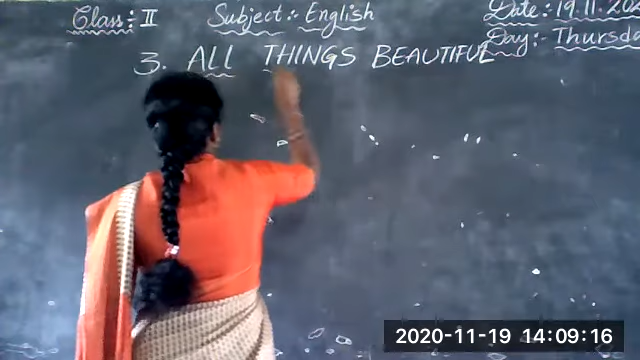 Class:- II
Subject:- English
Date: 19.11.202
Day:- Thursda
3. ALL THINGS BEAUTIFUL
2020-11-19 14:09:16